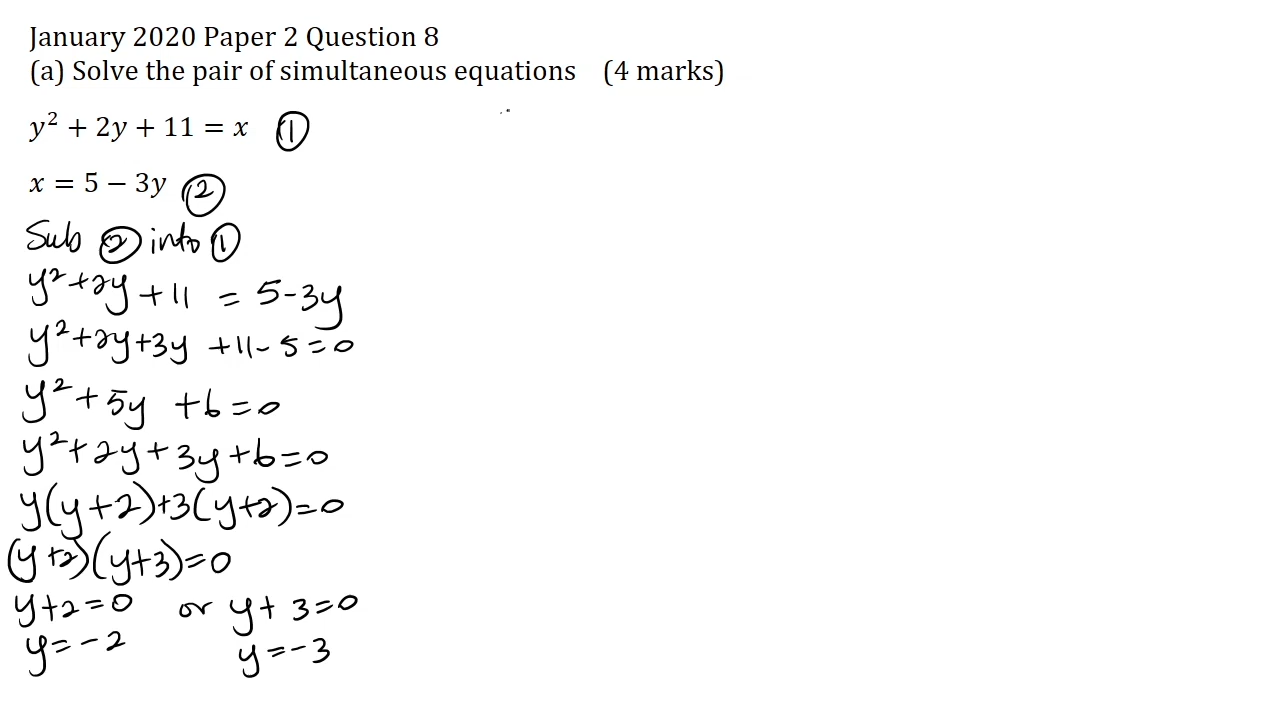 January 2020 Paper 2 Question 8
(a) Solve the pair of simultaneous equations (4 marks)
y² + 2y + 11 = x ①
x = 5 − 3y ②
Sub ② into ①
y²+2y +11 = 5-3y
y²+2y+3y +11-5=0
y²+5y +6=0
y²+2y+3y+6=0
y(y+2)+3(y+2)=0
(y+2)(y+3)=0
y+2=0 or y+3=0
y=-2 y=-3